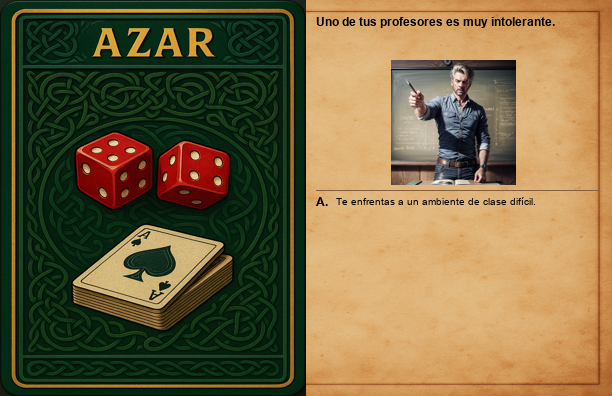 AZAR
A
A
Uno de tus profesores es muy intolerante.
A. Te enfrentas a un ambiente de clase difícil.